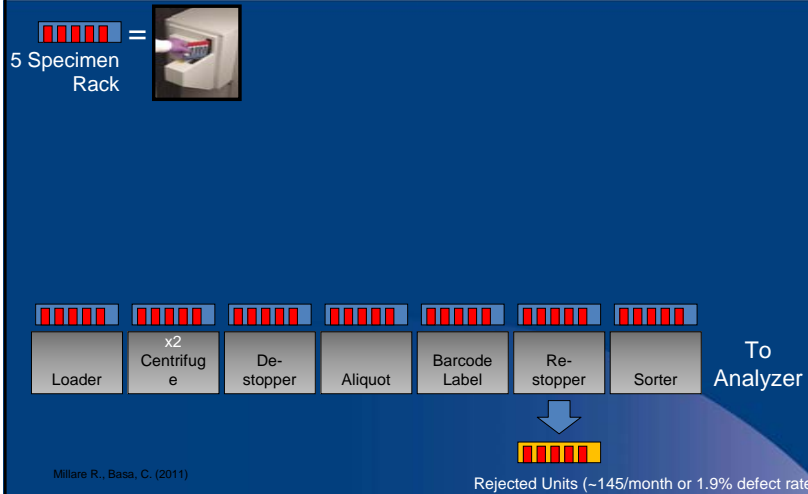 =
5 Specimen
Rack
Loader
x2
Centrifug
e
De-
stopper
Aliquot
Barcode
Label
Re-
stopper
Sorter
To
Analyzer
Millare R., Basa, C. (2011)
Rejected Units (~145/month or 1.9% defect rate